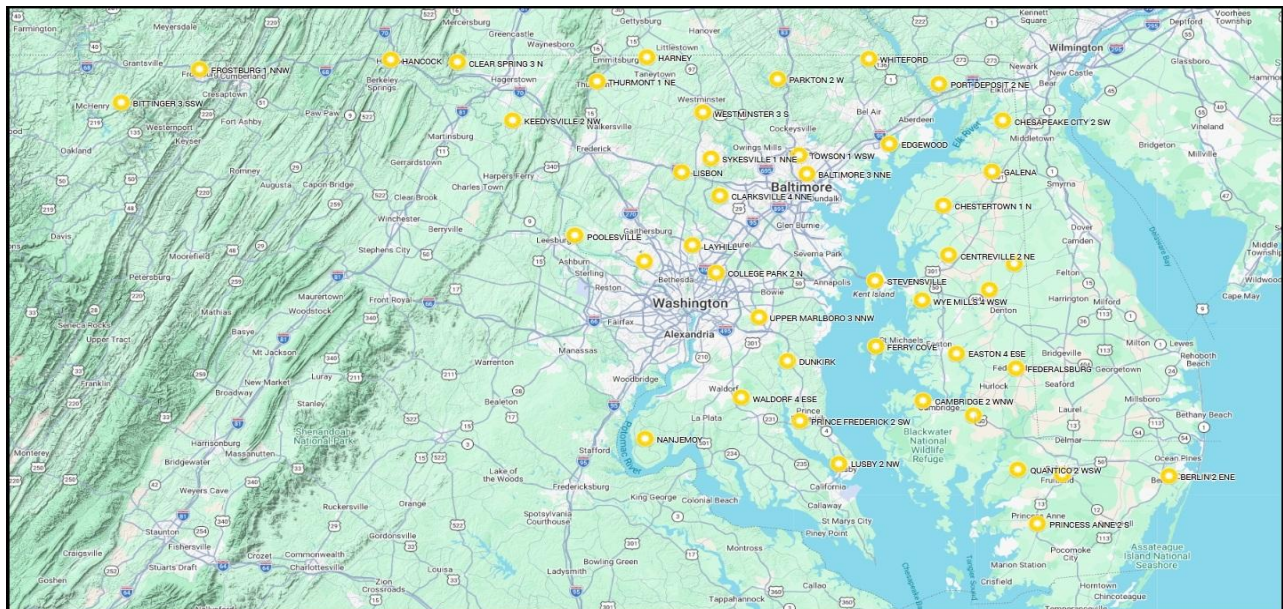 Farmington
Meyersdale
Mercersburg
Greencastle
Gettysburg
Hanover
Kennett Square
Voorhees Township
Deptford
Waynesboro
Emmitsburg
Littlestown
Wilmington
Grantsville
HANCOCK
CLEAR SPRING 3 N
HARNEY
Taneytown
WHITEFORD
Newark
New Castle
Glassboro
FROSTBURG 1 NNW
Cumberland
Cresaptown
Berkeley Springs
Hagerstown
THURMONT 1 NE
PARKTON 2 W
PORT DEPOSIT 2 NE
Elkton
Bear
McHenry
BITTINGER 3 SSW
Paw Paw
Westminster
Bel Air
Aberdeen
Vineland
Westernport
Keyser
Fort Ashby
Martinsburg
KEEDYSVILLE 2 NW
Walkersville
WESTMINSTER 3 S
Cockeysville
CHESAPEAKE CITY 2 SW
Middletown
Oakland
Gerrardstown
Frederick
Owings Mills
EDGEWOOD
Elk River
Bridgeton
Millville
Romney
Harpers Ferry
SYKESVILLE 1 NNE
TOWSON 1 WSW
LISBON
BALTIMORE 3 NNE
GALENA
Augusta
Capon Bridge
Charles Town
Baltimore
Dundalk
Smyrna
Clear Brook
CLARKSVILLE 4 NNE
CHESTERTOWN 1 N
Winchester
Berryville
Glen Burnie
Davis
Leesburg
POOLESVILLE
Gaithersburg
LAYHILL
Laurel
Dover
Camden
Delaware Bay
Moorefield
Stephens City
Severna Park
CENTREVILLE 2 NE
Middle Township
Petersburg
Ashburn
Sterling
Reston
Bethesda
COLLEGE PARK 2 N
Bowie
Annapolis
STEVENSVILLE
Kent Island
Felton
Wildwood
Cape May
Maurertown
Woodstock
Front Royal
Washington
WYE MILLS 4 WSW
Denton
Harrington
Milford
Mathias
Fairfax
Alexandria
UPPER MARLBORO 3 NNW
Seneca Rocks
Upper Tract
Basye
Mt Jackson
Manassas
St Michaels
FERRY COVE
Easton
EASTON 4 ESE
Bridgeville
Milton
Lewes
Rehoboth Beach
Warrenton
DUNKIRK
FEDERALSBURG
Georgetown
Franklin
New Market
Luray
Woodbridge
Hurlock
Seaford
Broadway
Stanley
Bealeton
Waldorf
WALDORF 4 ESE
CAMBRIDGE 2 WNW
Cambridge
Millsboro
Laurel
Bethany Beach
Culpeper
La Plata
Prince Frederick
PRINCE FREDERICK 2 SW
Shenandoah National Park
Potomac River
NANJEMOY
Blackwater National Wildlife Refuge
Delmar
Monterey
Harrisonburg
Massanutten
Stafford
Bridgewater
Lake of the Woods
LUSBY 2 NW
QUANTICO 2 WSW
Ocean Pines
BERLIN 2 ENE
Fredericksburg
California
Fruitland
Weyers Cave
King George
Colonial Beach
Callaway
Ruckersville
Spotsylvania Courthouse
St Marys City
Princess Anne
PRINCESS ANNE 2 S
Staunton
Gordonsville
Piney Point
Assateague Island National Seashore
Craigsville
Fishersville
Crozet
Commonwealth
Montross
Pocomoke City
Stuarts Draft
Charlottesville
Louisa
Bowling Green
Marion Station
Goshen
Ladysmith
Tangier Sound
Crisfield
Zion Crossroads
Callao
Horntown
Chincoteague
Tappahannock